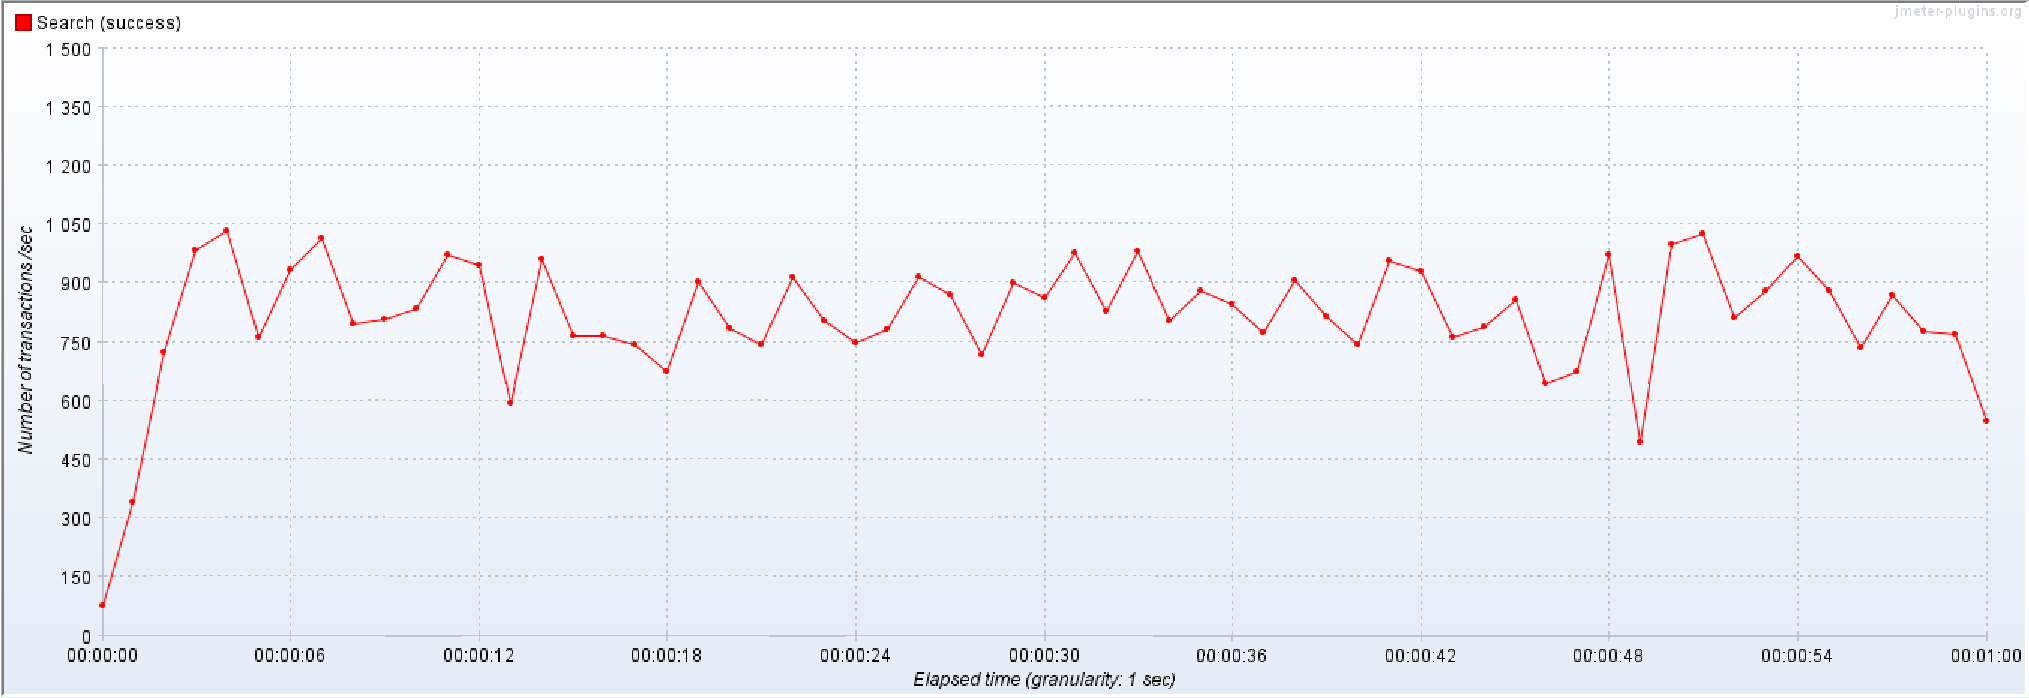 jmeter-plugins.org
Search (success)
1 500
1 350
1 200
1 050
900
750
600
450
300
150
0
Number of transactions/sec
00:00:00 00:00:06 00:00:12 00:00:18 00:00:24 00:00:30 00:00:36 00:00:42 00:00:48 00:00:54 00:01:00
Elapsed time (granularity: 1 sec)